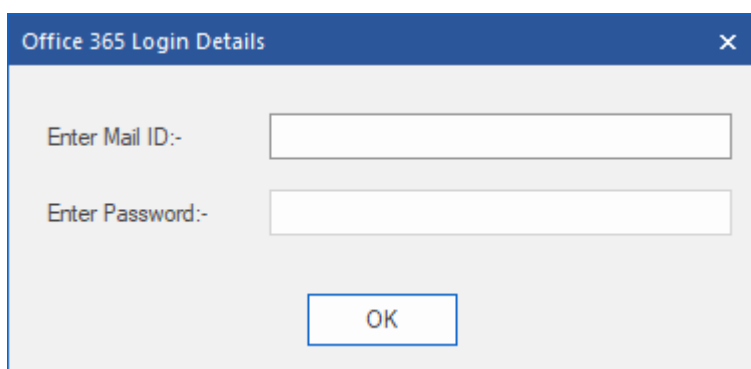 Office 365 Login Details
Enter Mail ID:-
Enter Password:-
OK